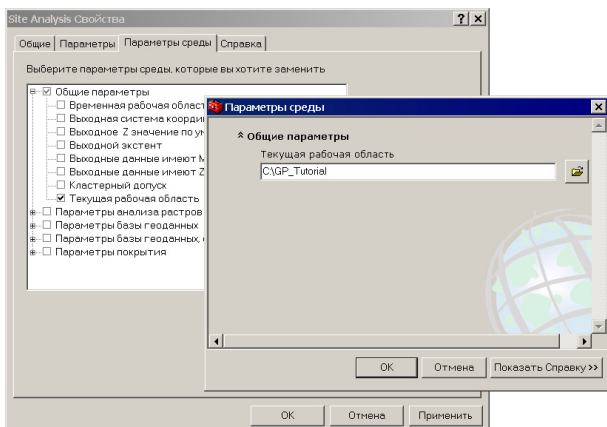 Site Analysis Свойства
Общие Параметры Параметры среды Справка
Выберите параметры среды, которые вы хотите заменить
Общие параметры
Временная рабочая област
Выходная система коорди
Выходное Z значение по
Выходной экстент
Выходные данные имеют
Выходные данные имеют Z
Кластерный допуск
Текущая рабочая область
Параметры анализа растров
Параметры базы геоданных
Параметры базы геоданных,
Параметры покрытия
Параметры среды
Общие параметры
Текущая рабочая область
C:\GP_Tutorial
OK Отмена Показать Справку >>
OK Отмена Применить